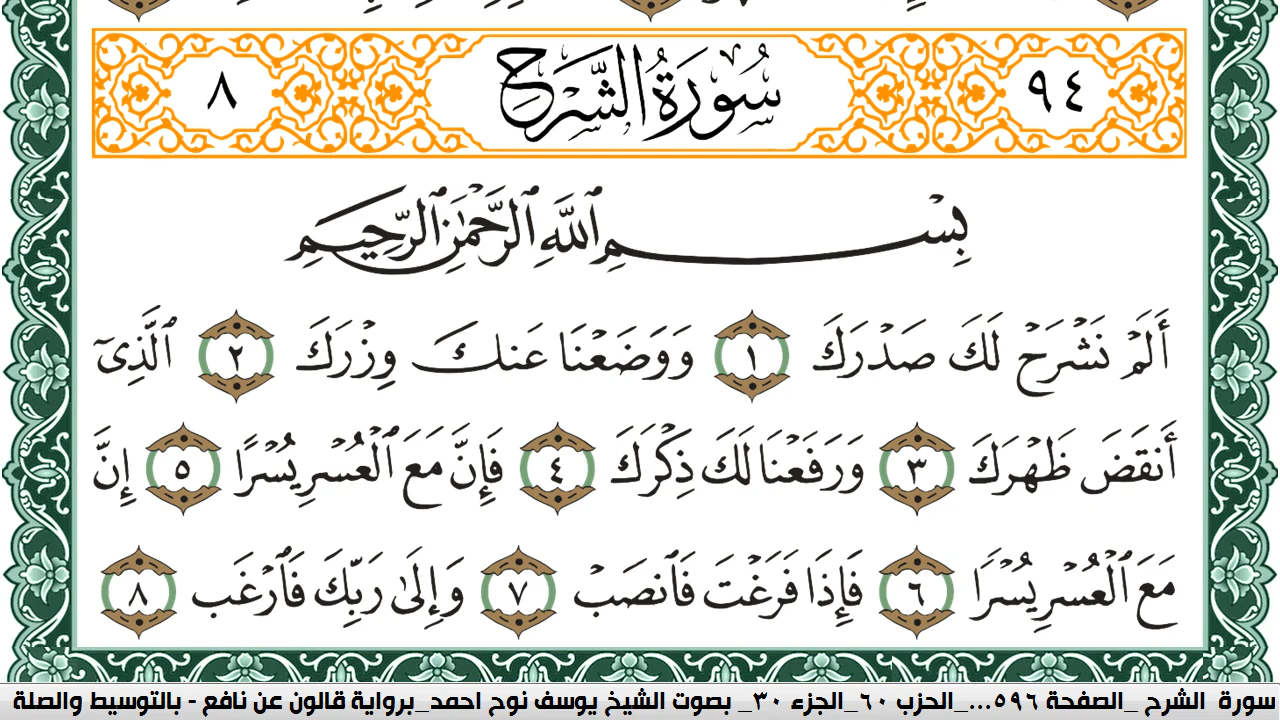 ٩٤ سُورَةُ الشَّرْحِ ٨
بِسْمِ ٱللَّهِ ٱلرَّحْمَٰنِ ٱلرَّحِيمِ
أَلَمْ نَشْرَحْ لَكَ صَدْرَكَ ١ وَوَضَعْنَا عَنكَ وِزْرَكَ ٢ ٱلَّذِىٓ
أَنقَضَ ظَهْرَكَ ٣ وَرَفَعْنَا لَكَ ذِكْرَكَ ٤ فَإِنَّ مَعَ ٱلْعُسْرِ يُسْرًا ٥ إِنَّ
مَعَ ٱلْعُسْرِ يُسْرًا ٦ فَإِذَا فَرَغْتَ فَٱنصَبْ ٧ وَإِلَىٰ رَبِّكَ فَٱرْغَب ٨
سورة الشرح _الصفحة ٥٩٦..._الحزب ٦٠_الجزء ٣٠_ بصوت الشيخ يوسف نوح احمد_برواية قالون عن نافع - بالتوسيط والصلة